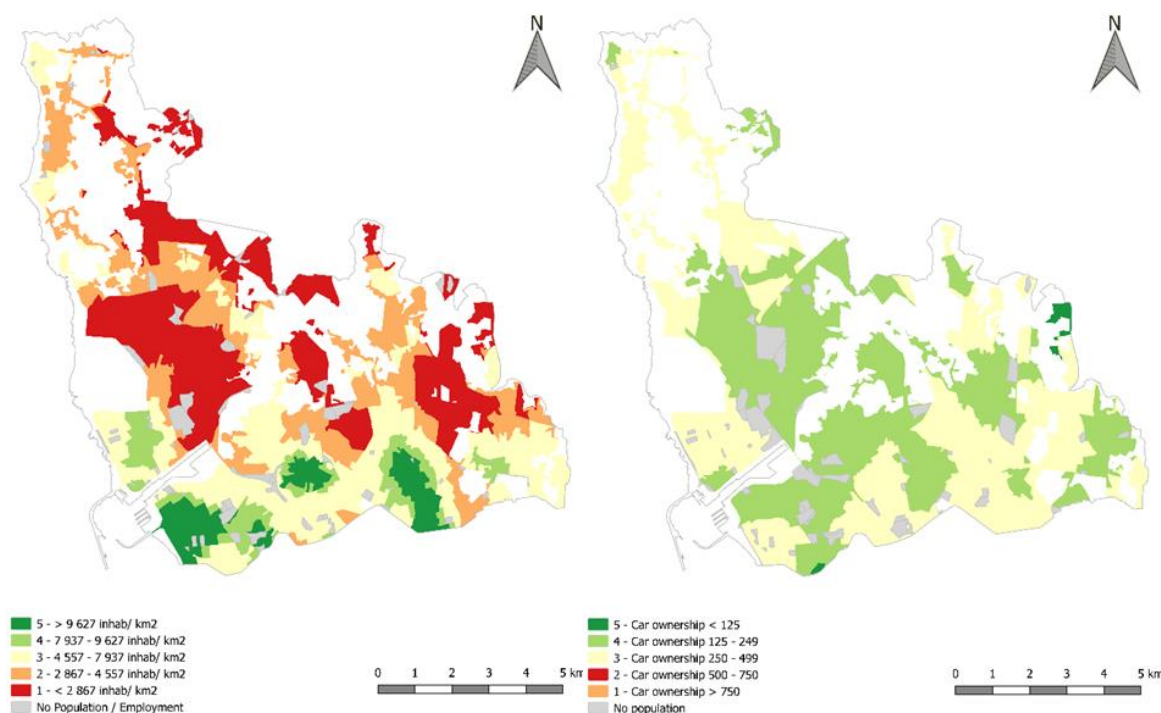 N
5 - > 9 627 inhab/ km2
4 - 7 937 - 9 627 inhab/ km2
3 - 4 557 - 7 937 inhab/ km2
2 - 2 867 - 4 557 inhab/ km2
1 - < 2 867 inhab/ km2
No Population / Employment
0 1 2 3 4 5 km
N
5 - Car ownership < 125
4 - Car ownership 125 - 249
3 - Car ownership 250 - 499
2 - Car ownership 500 - 750
1 - Car ownership > 750
No population
0 1 2 3 4 5 km